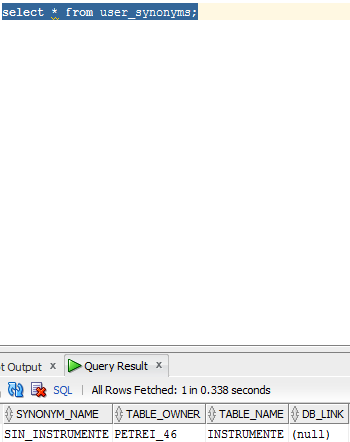 select * from user_synonyms;
t Output x Query Result x
SQL | All Rows Fetched: 1 in 0.338 seconds
SYNONYM_NAME TABLE_OWNER TABLE_NAME DB_LINK
SIN_INSTRUMENTE PETREI_46 INSTRUMENTE (null)